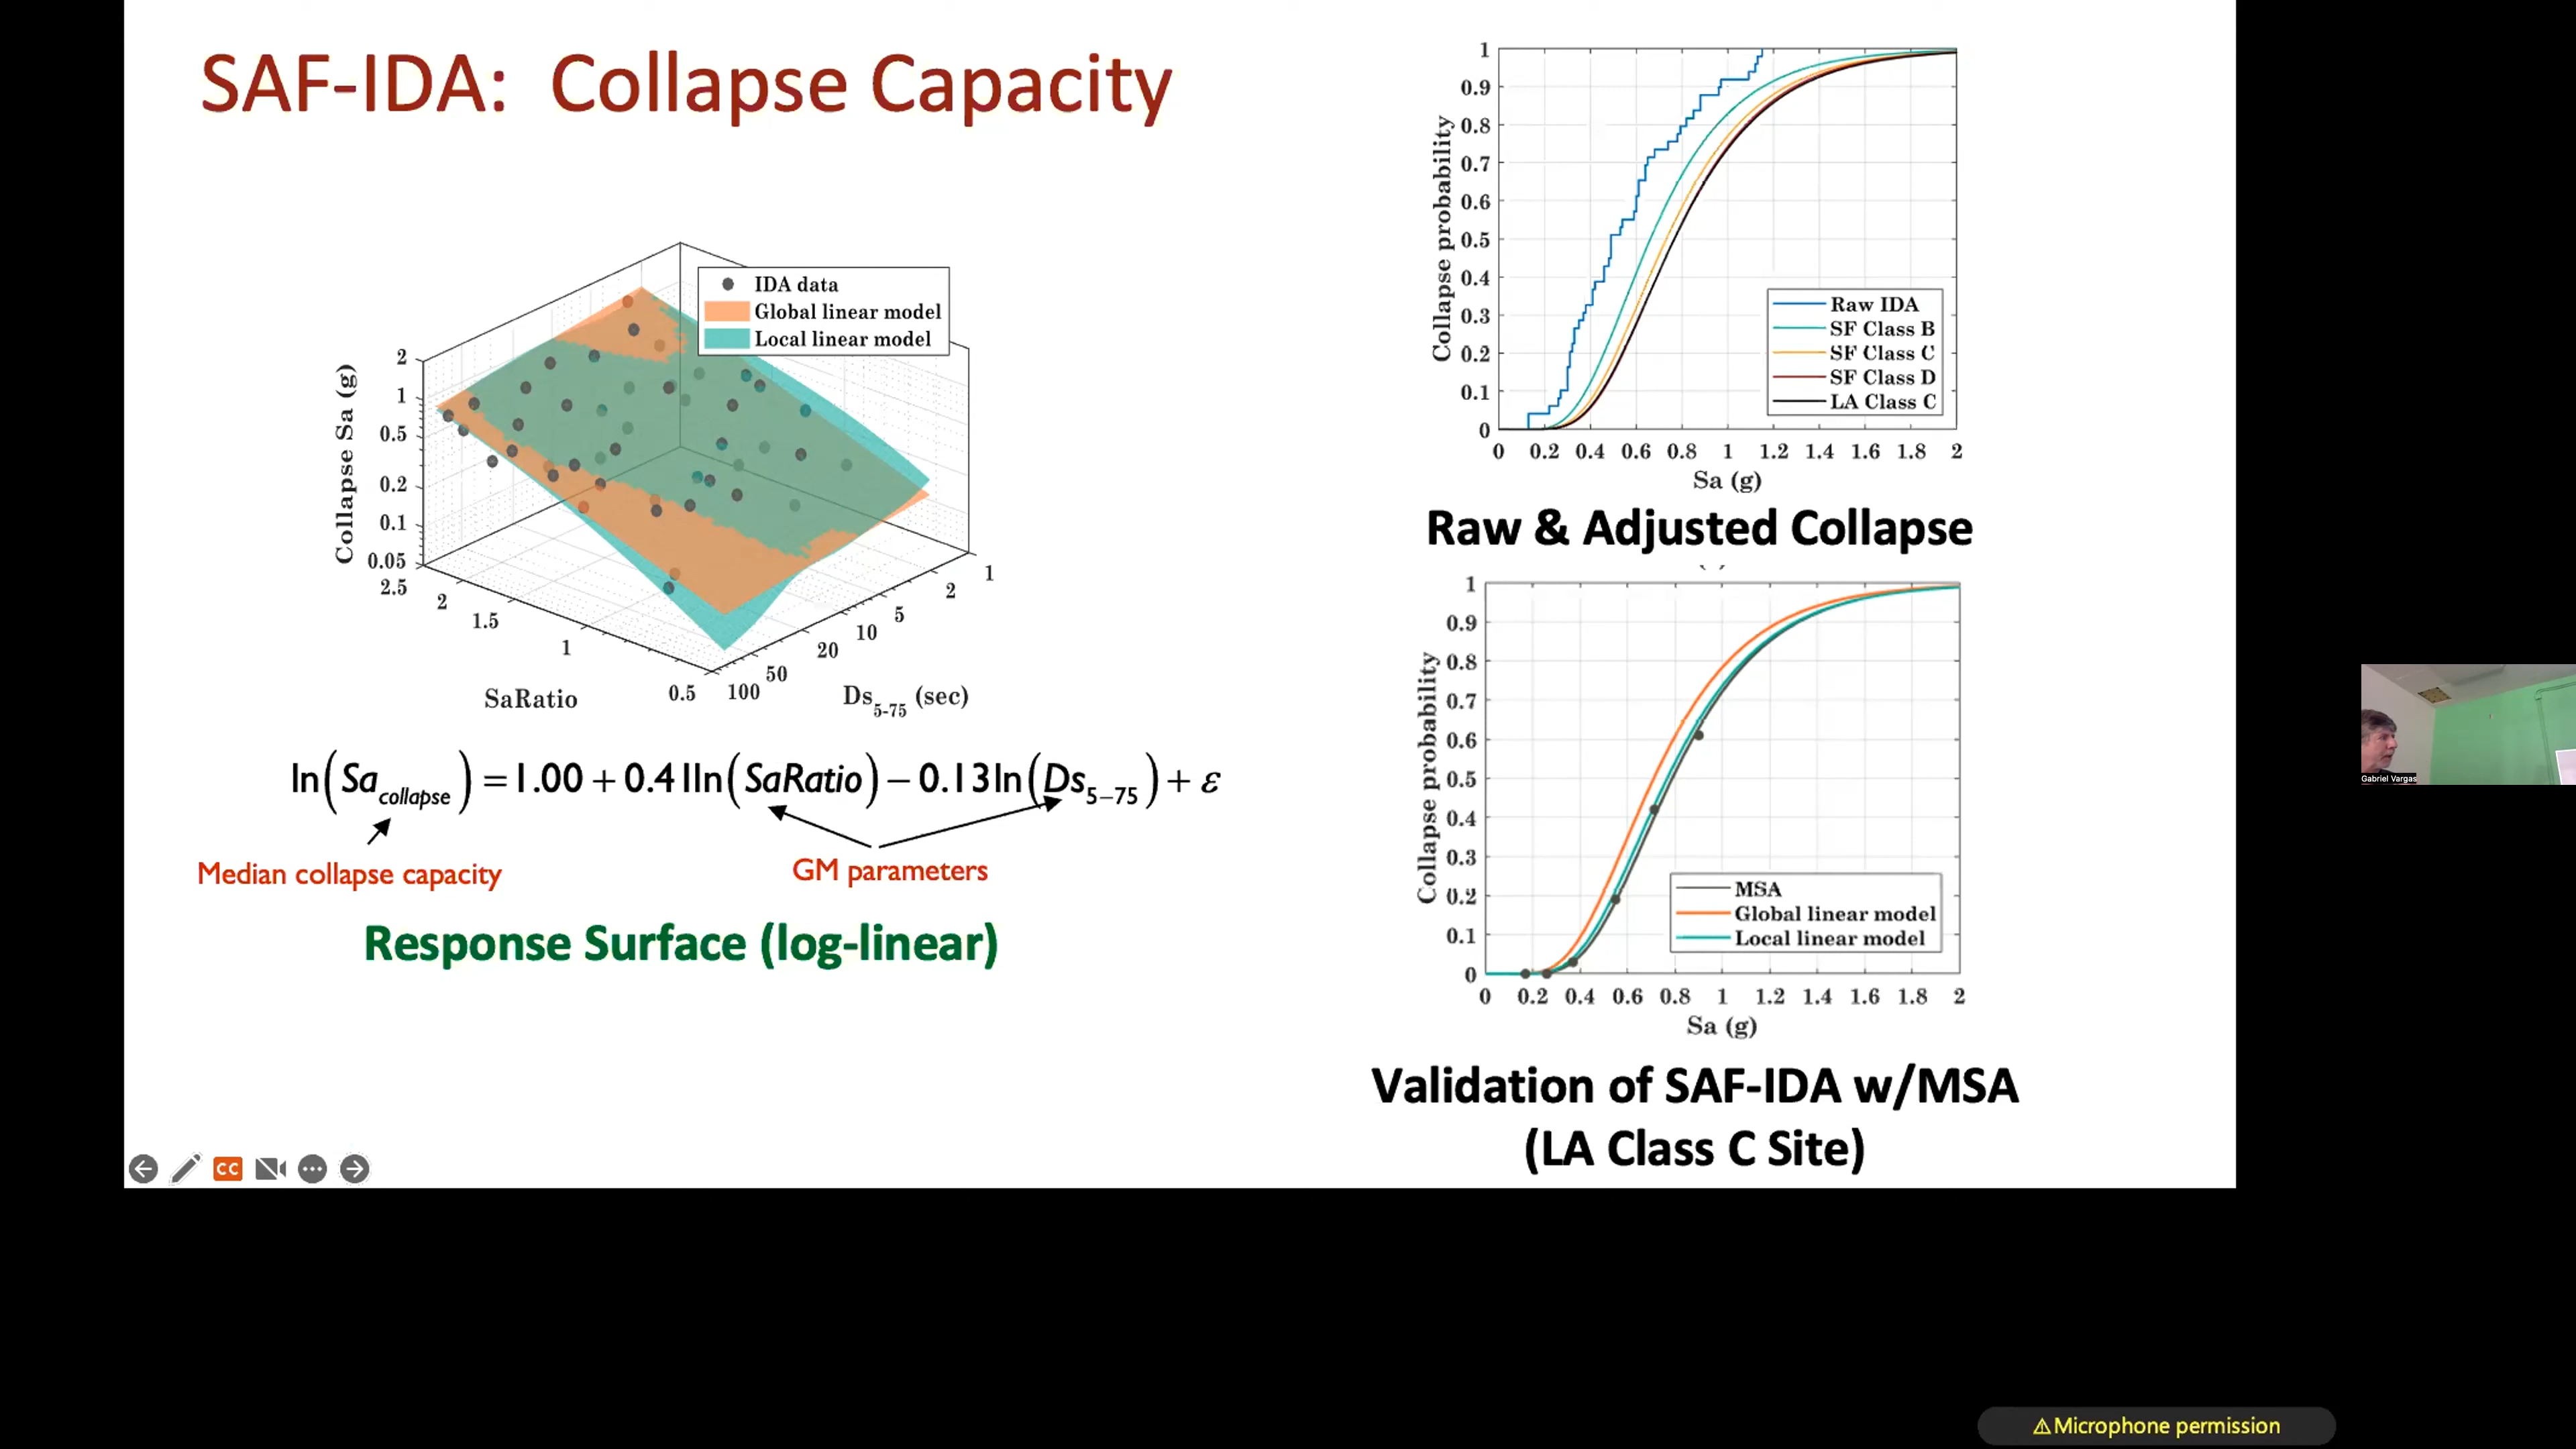 SAF-IDA: Collapse Capacity
IDA data
Global linear model
Local linear model
Collapse Sa (g)
2
1
0.5
0.2
0.1
0.05
2.5
2
1.5
1
0.5
SaRatio
100
50
20
10
5
2
1
Ds5-75 (sec)
ln(Sacollapse) = 1.00 + 0.41ln(SaRatio) − 0.13ln(Ds5−75) + ε
Median collapse capacity
GM parameters
Response Surface (log-linear)
Collapse probability
1
0.9
0.8
0.7
0.6
0.5
0.4
0.3
0.2
0.1
0
Raw IDA
SF Class B
SF Class C
SF Class D
LA Class C
0 0.2 0.4 0.6 0.8 1 1.2 1.4 1.6 1.8 2
Sa (g)
Raw & Adjusted Collapse
Collapse probability
1
0.9
0.8
0.7
0.6
0.5
0.4
0.3
0.2
0.1
0
MSA
Global linear model
Local linear model
0 0.2 0.4 0.6 0.8 1 1.2 1.4 1.6 1.8 2
Sa (g)
Validation of SAF-IDA w/MSA
(LA Class C Site)
CC
Gabriel Vargas
⚠Microphone permission